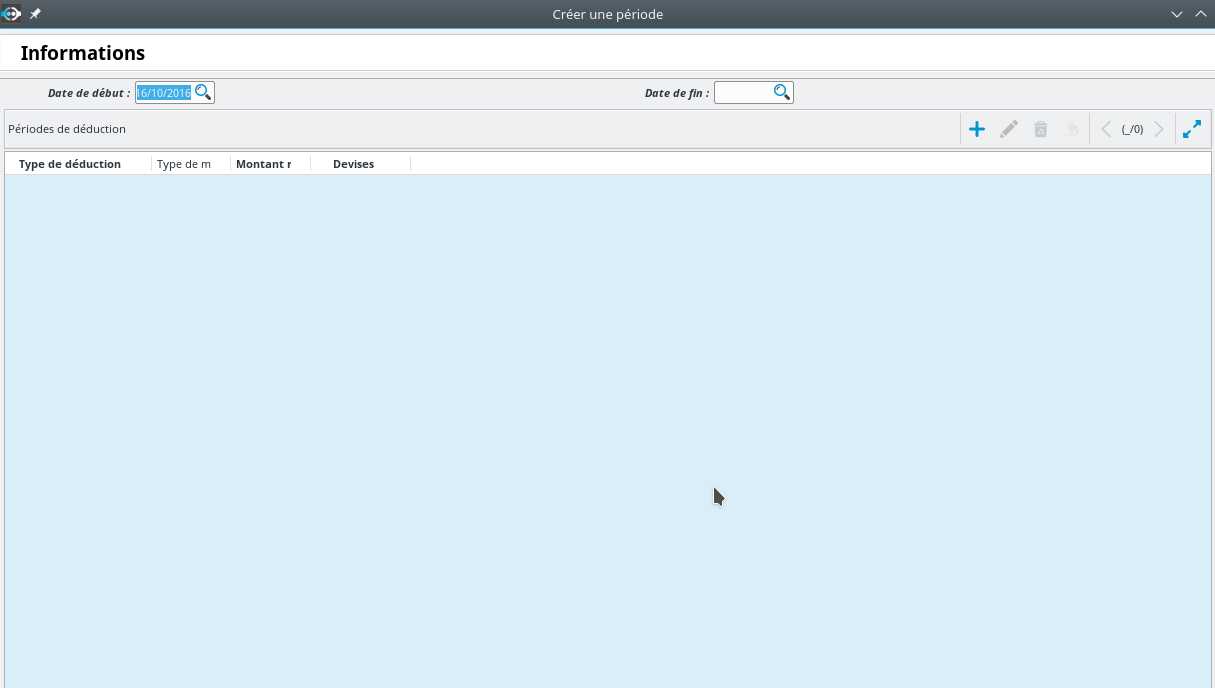 Créer une période
Informations
Date de début : 16/10/2016 Date de fin :
Périodes de déduction (_/0)
Type de déduction Type de m Montant r Devises